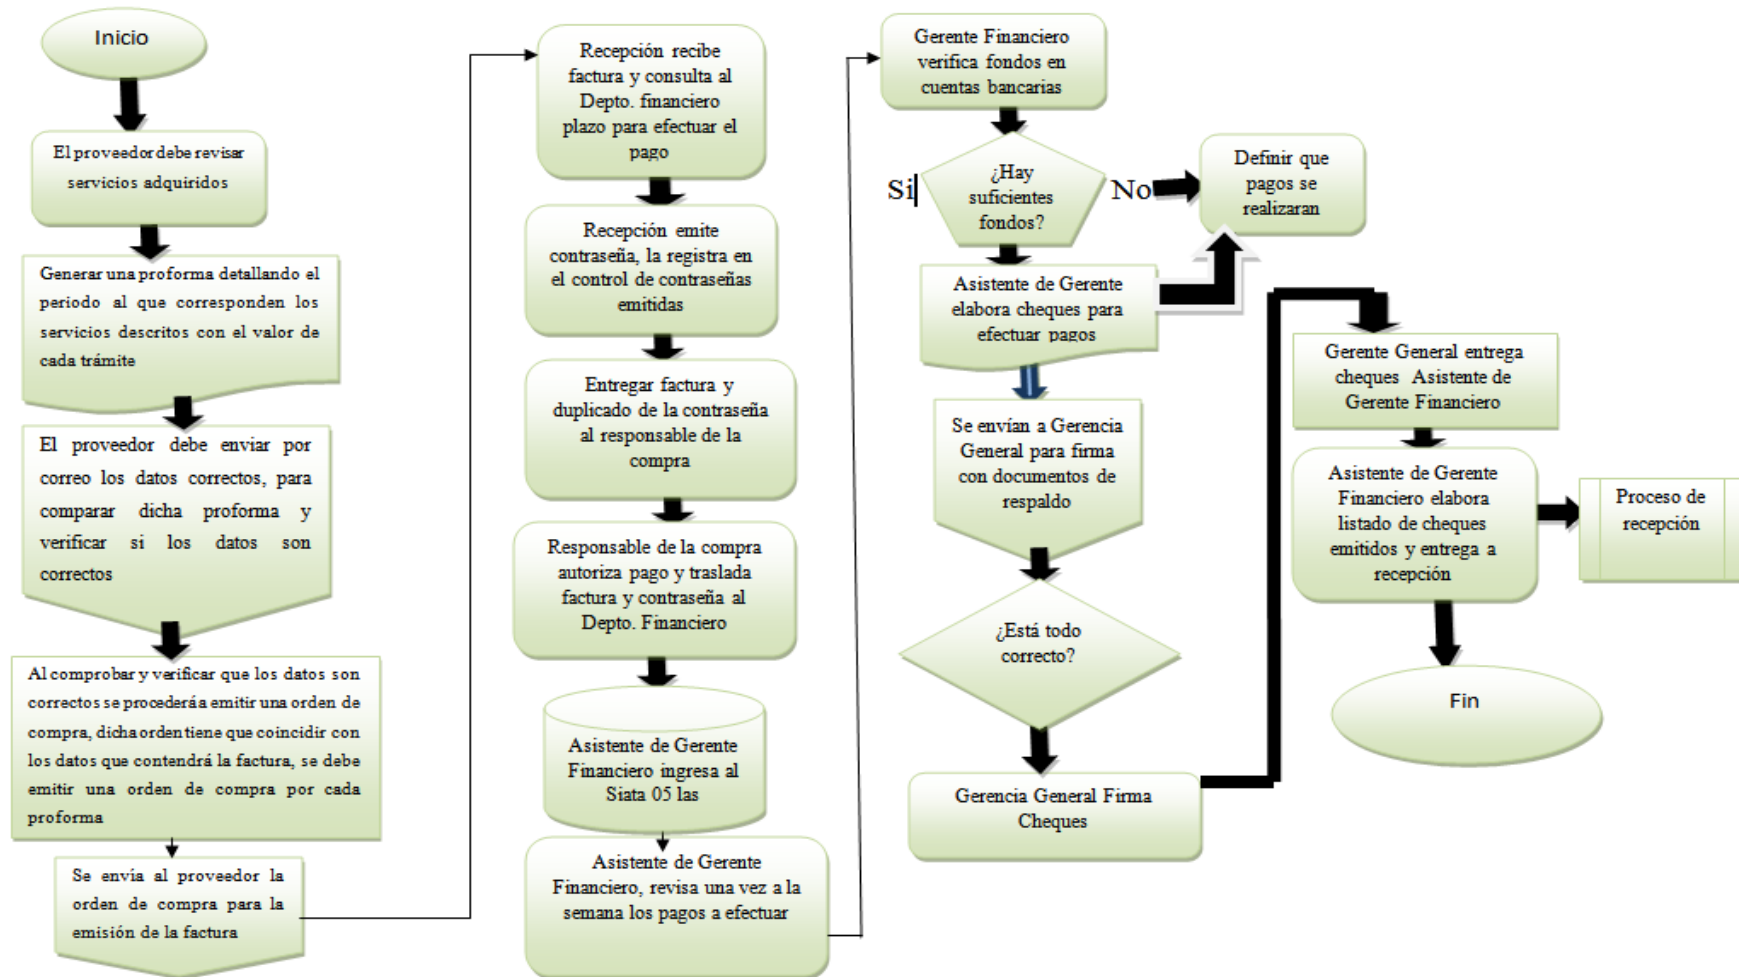 Inicio
El proveedor debe revisar
servicios adquiridos
Generar una proforma detallando el
periodo al que corresponden los
servicios descritos con el valor de
cada trámite
El proveedor debe enviar por
correo los datos correctos, para
comparar dicha proforma y
verificar si los datos son
correctos
Al comprobar y verificar que los datos son
correctos se procederá a emitir una orden de
compra, dicha orden tiene que coincidir con
los datos que contendrá la factura, se debe
emitir una orden de compra por cada
proforma
Se envía al proveedor la
orden de compra para la
emisión de la factura
Recepción recibe
factura y consulta al
Depto. financiero
plazo para efectuar el
pago
Recepción emite
contraseña, la registra en
el control de contraseñas
emitidas
Entregar factura y
duplicado de la contraseña
al responsable de la
compra
Responsable de la compra
autoriza pago y traslada
factura y contraseña al
Depto. Financiero
Asistente de Gerente
Financiero ingresa al
Siata 05 las
Asistente de Gerente
Financiero, revisa una vez a la
semana los pagos a efectuar
Gerente Financiero
verifica fondos en
cuentas bancarias
¿Hay
suficientes
fondos?
Si
No
Definir que
pagos se
realizaran
Asistente de Gerente
elabora cheques para
efectuar pagos
Se envían a Gerencia
General para firma
con documentos de
respaldo
¿Está todo
correcto?
Gerencia General Firma
Cheques
Gerente General entrega
cheques Asistente de
Gerente Financiero
Asistente de Gerente
Financiero elabora
listado de cheques
emitidos y entrega a
recepción
Proceso de
recepción
Fin